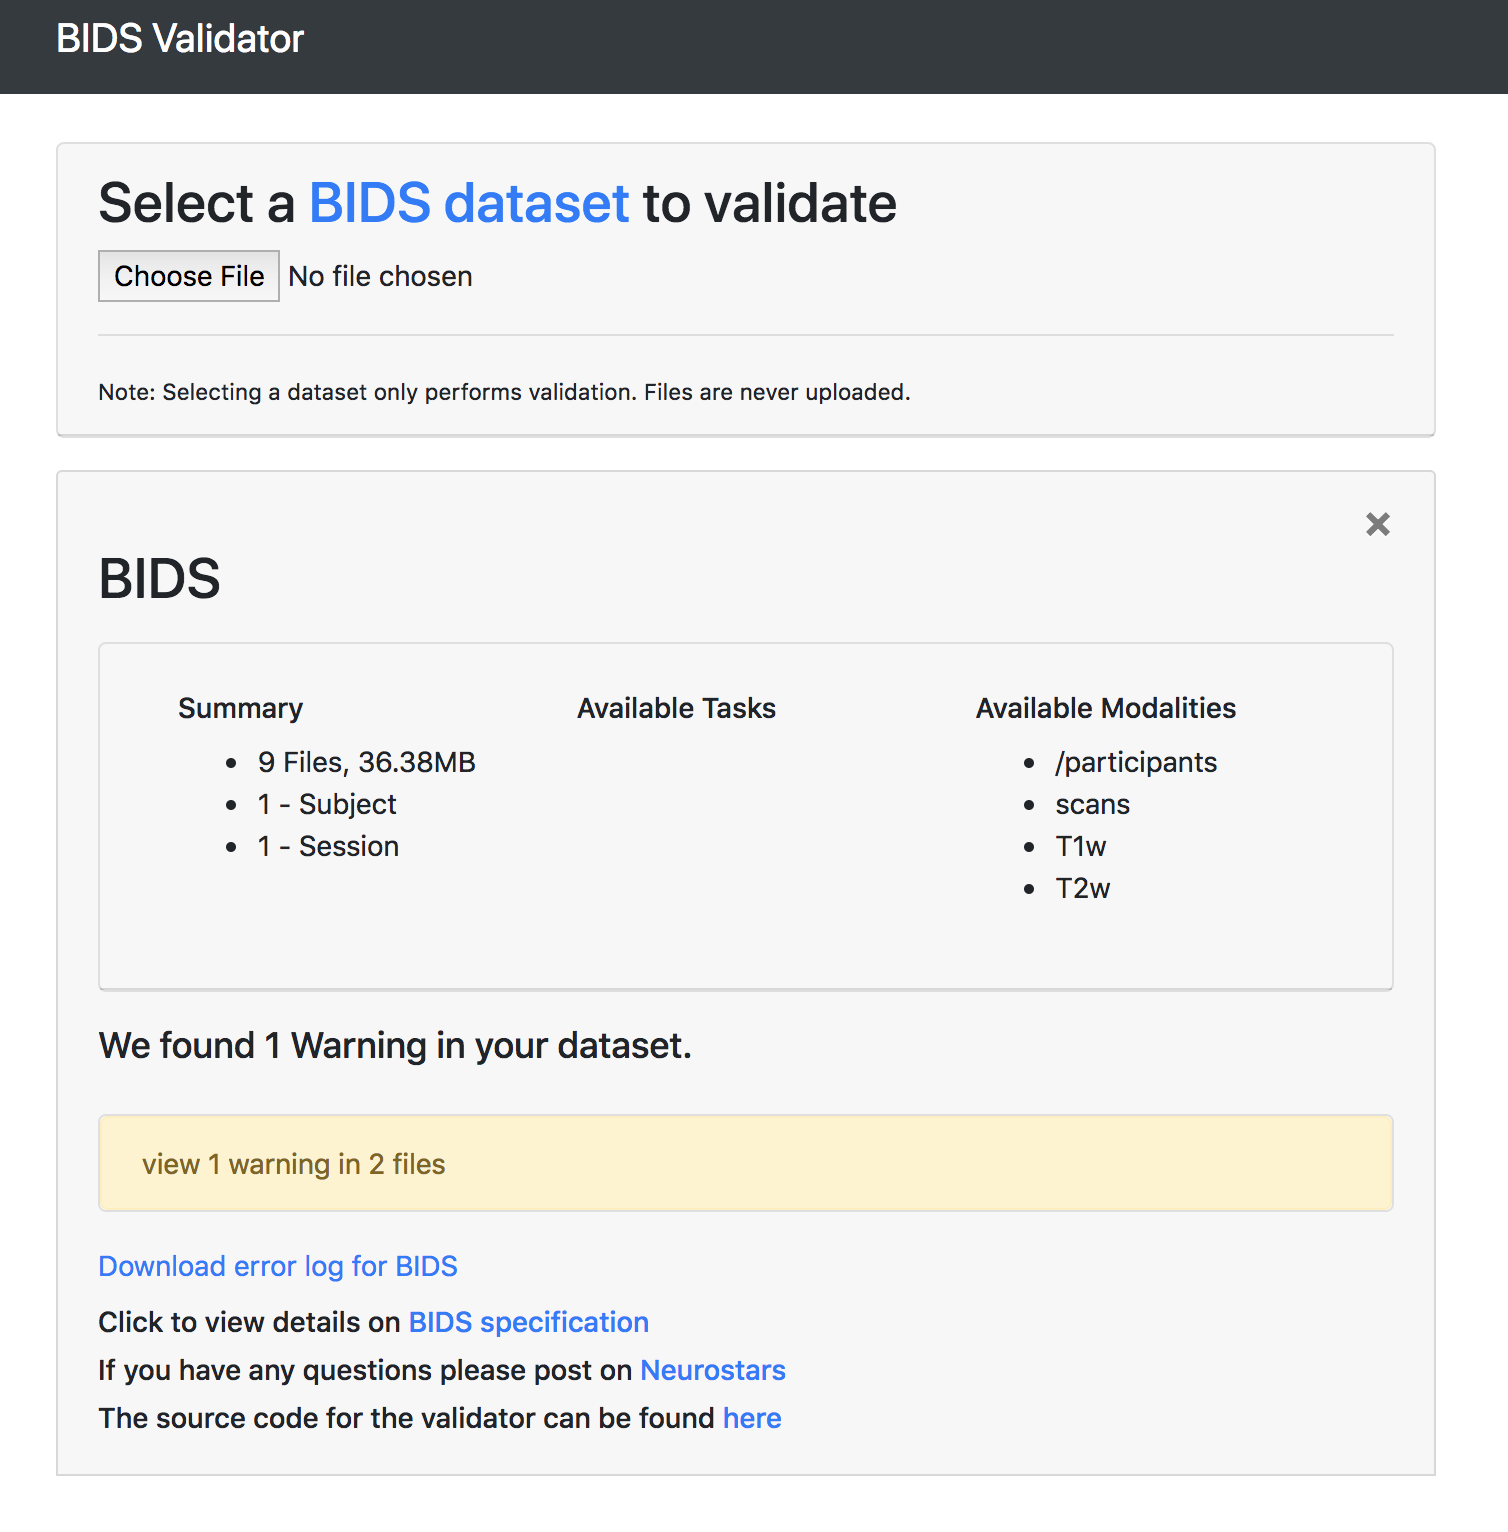 BIDS Validator
Select a BIDS dataset to validate
Choose File No file chosen
Note: Selecting a dataset only performs validation. Files are never uploaded.
×
BIDS
Summary
9 Files, 36.38MB
1 - Subject
1 - Session
Available Tasks
Available Modalities
/participants
scans
T1w
T2w
We found 1 Warning in your dataset.
view 1 warning in 2 files
Download error log for BIDS
Click to view details on BIDS specification
If you have any questions please post on Neurostars
The source code for the validator can be found here